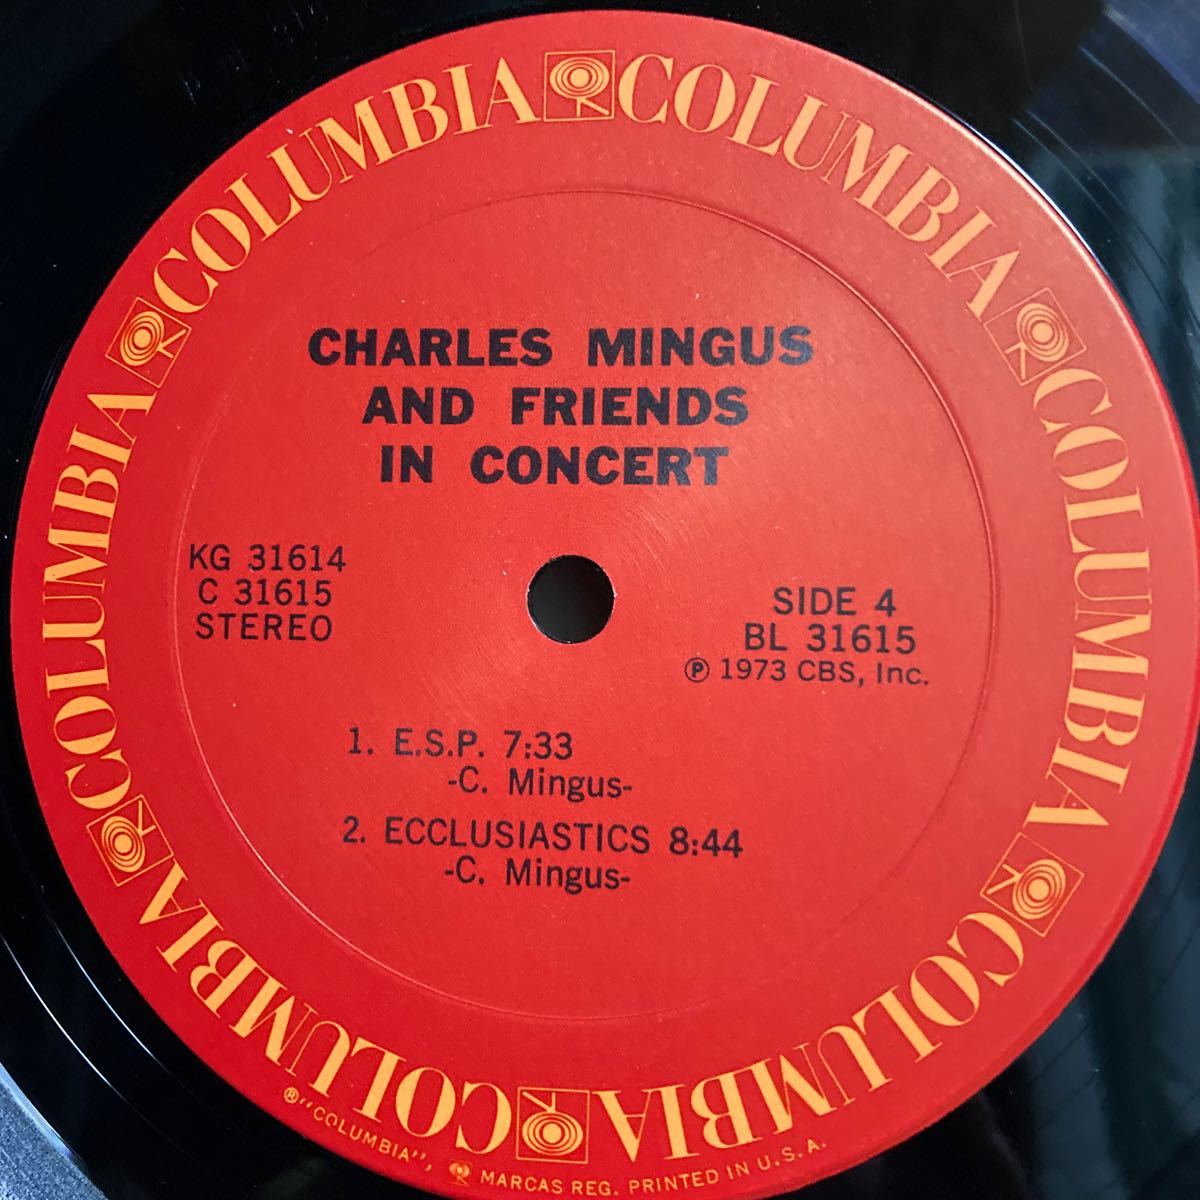 COLUMBIA COLUMBIA COLUMBIA COLUMBIA COLUMBIA COLUMBIA
CHARLES MINGUS
AND FRIENDS
IN CONCERT
KG 31614
C 31615
STEREO
SIDE 4
BL 31615
Ⓟ 1973 CBS, Inc.
1. E.S.P. 7:33
-C. Mingus-
2. ECCLUSIASTICS 8:44
-C. Mingus-
®"COLUMBIA", MARCAS REG. PRINTED IN U.S.A.